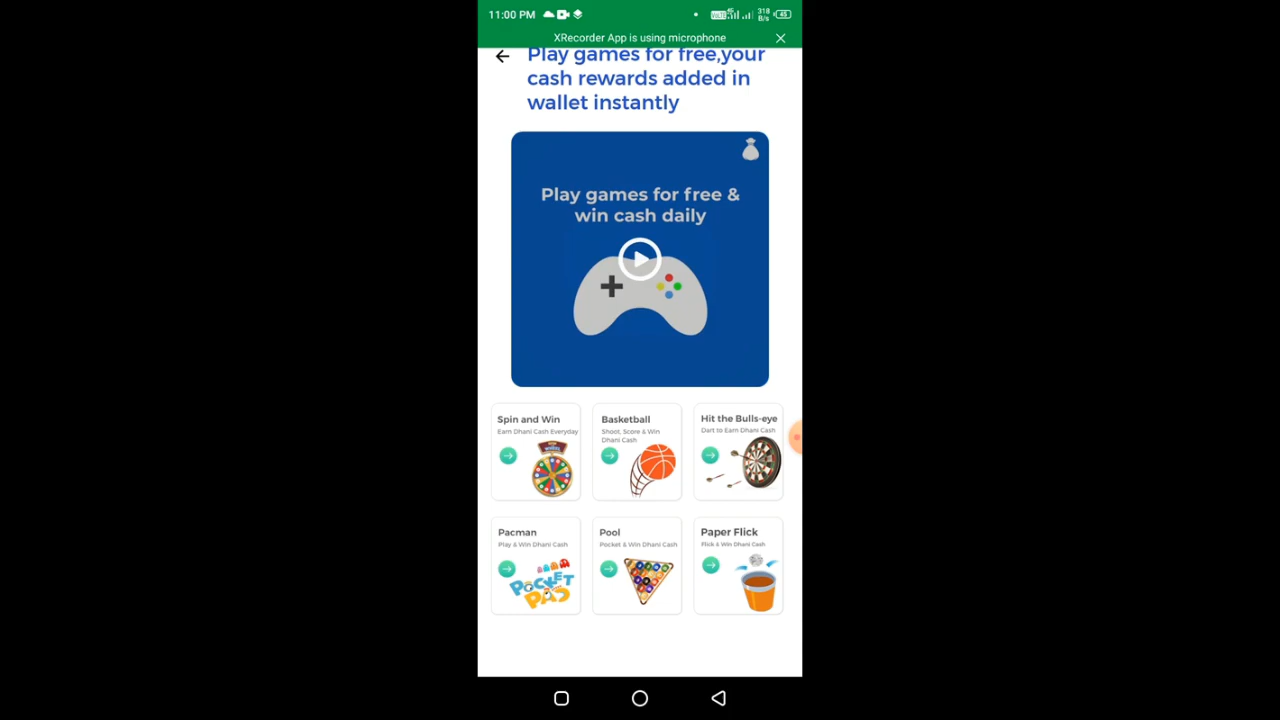 11:00 PM
318 B/s
45
XRecorder App is using microphone
Play games for free,your
cash rewards added in
wallet instantly
Play games for free &
win cash daily
Spin and Win
Earn Dhani Cash Everyday
Basketball
Shoot, Score & Win
Dhani Cash
Hit the Bulls-eye
Dart to Earn Dhani Cash
Pacman
Play & Win Dhani Cash
POCKET
PAC
Pool
Pocket & Win Dhani Cash
Paper Flick
Flick & Win Dhani Cash